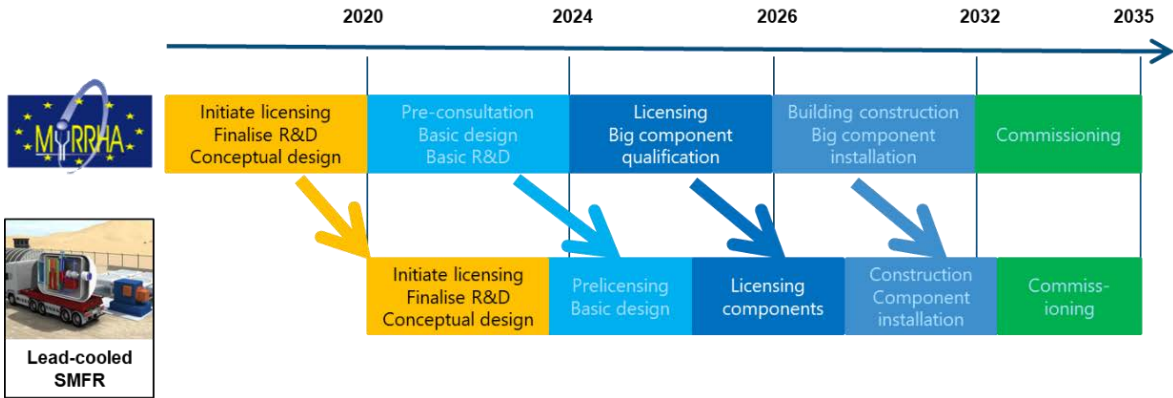 2020 2024 2026 2032 2035
MYRRHA
Initiate licensing
Finalise R&D
Conceptual design
Pre-consultation
Basic design
Basic R&D
Licensing
Big component
qualification
Building construction
Big component
installation
Commissioning
Initiate licensing
Finalise R&D
Conceptual design
Prelicensing
Basic design
Licensing
components
Construction
Component
installation
Commiss-
ioning
Lead-cooled
SMFR